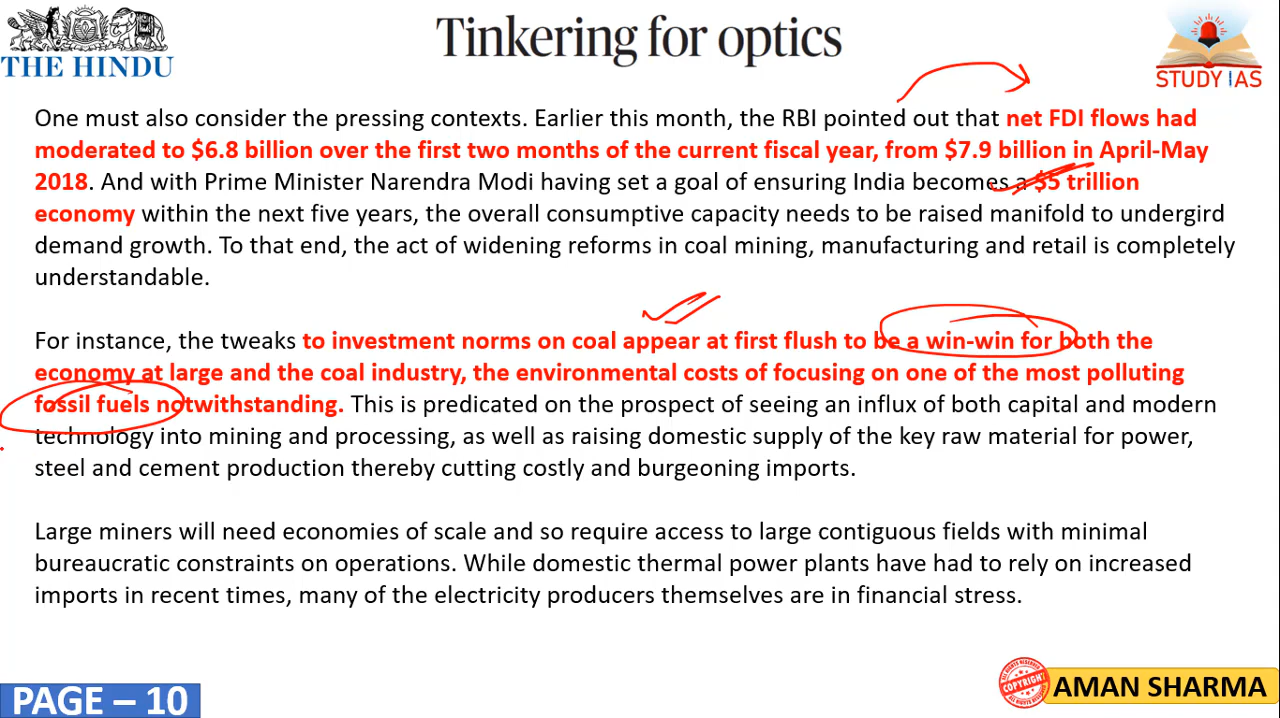 Tinkering for optics
THE HINDU
STUDY IAS
One must also consider the pressing contexts. Earlier this month, the RBI pointed out that net FDI flows had
moderated to $6.8 billion over the first two months of the current fiscal year, from $7.9 billion in April-May
2018. And with Prime Minister Narendra Modi having set a goal of ensuring India becomes a $5 trillion
economy within the next five years, the overall consumptive capacity needs to be raised manifold to undergird
demand growth. To that end, the act of widening reforms in coal mining, manufacturing and retail is completely
understandable.
For instance, the tweaks to investment norms on coal appear at first flush to be a win-win for both the
economy at large and the coal industry, the environmental costs of focusing on one of the most polluting
fossil fuels notwithstanding. This is predicated on the prospect of seeing an influx of both capital and modern
technology into mining and processing, as well as raising domestic supply of the key raw material for power,
steel and cement production thereby cutting costly and burgeoning imports.
Large miners will need economies of scale and so require access to large contiguous fields with minimal
bureaucratic constraints on operations. While domestic thermal power plants have had to rely on increased
imports in recent times, many of the electricity producers themselves are in financial stress.
PAGE – 10
COPYRIGHT
AMAN SHARMA